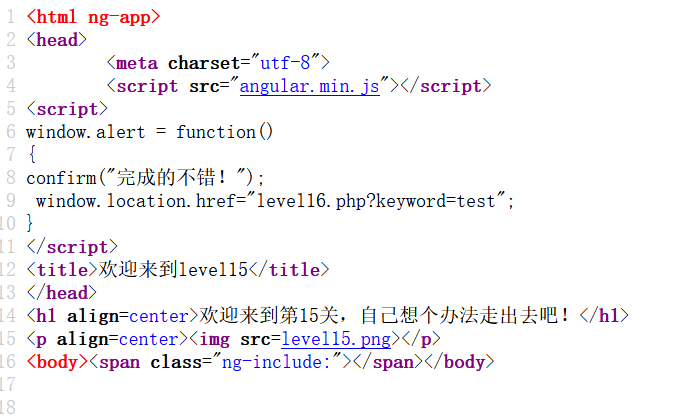 1 <html ng-app>
2 <head>
3         <meta charset="utf-8">
4         <script src="angular.min.js"></script>
5 <script>
6 window.alert = function()
7 {
8 confirm("完成的不错！");
9  window.location.href="level16.php?keyword=test";
10 }
11 </script>
12 <title>欢迎来到level15</title>
13 </head>
14 <h1 align=center>欢迎来到第15关，自己想个办法走出去吧！</h1>
15 <p align=center><img src=level15.png></p>
16 <body><span class="ng-include:"></span></body>
17
18